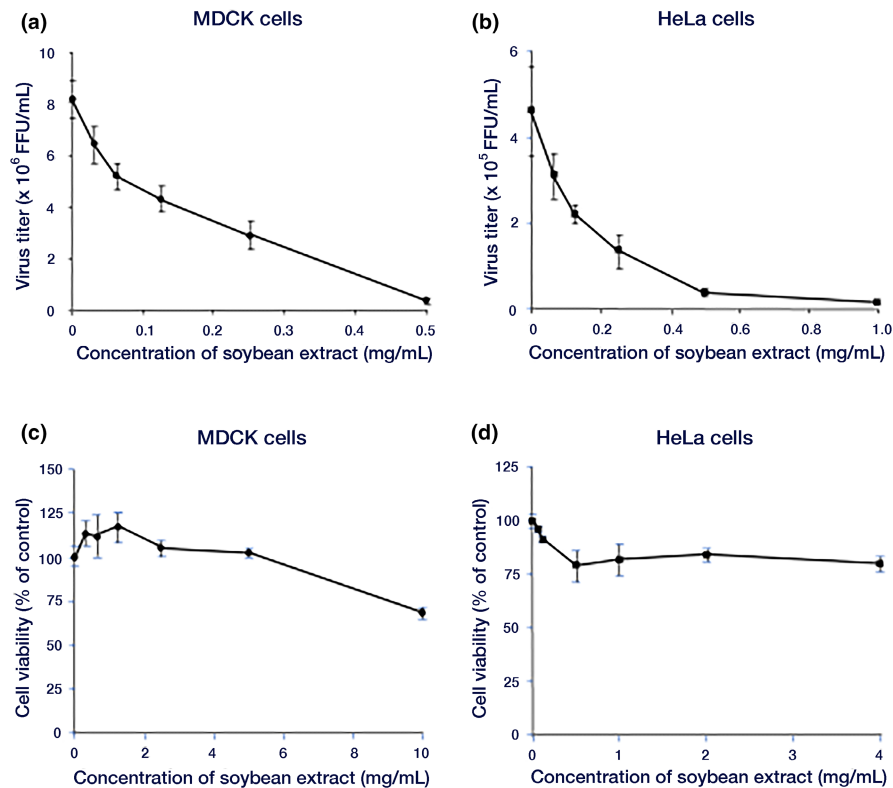 (a)
MDCK cells
Virus titer (x 10⁶ FFU/mL)
10
8
6
4
2
0
0 0.1 0.2 0.3 0.4 0.5
Concentration of soybean extract (mg/mL)
(b)
HeLa cells
Virus titer (x 10⁵ FFU/mL)
6
4
2
0
0 0.2 0.4 0.6 0.8 1.0
Concentration of soybean extract (mg/mL)
(c)
MDCK cells
Cell viability (% of control)
150
125
100
75
50
25
0
0 2 4 6 8 10
Concentration of soybean extract (mg/mL)
(d)
HeLa cells
Cell viability (% of control)
125
100
75
50
25
0
0 1 2 3 4
Concentration of soybean extract (mg/mL)